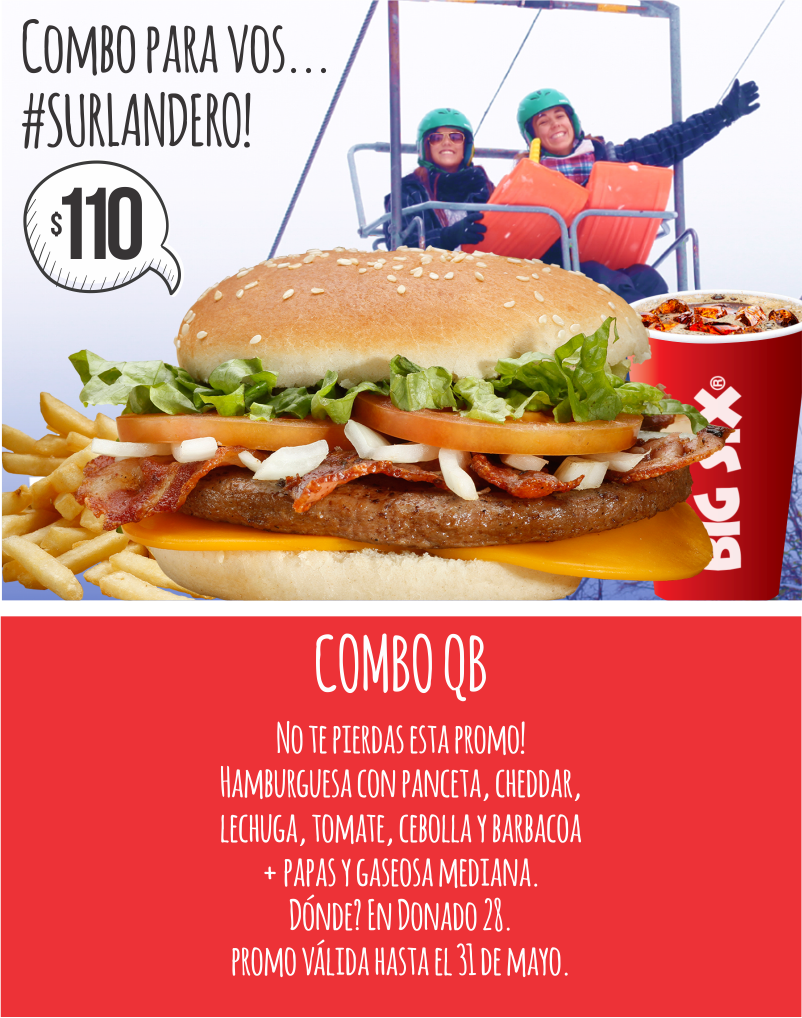 COMBO PARA VOS...
#SURLANDERO!
$110
BIG SIX®
COMBO QB
NO TE PIERDAS ESTA PROMO!
HAMBURGUESA CON PANCETA, CHEDDAR,
LECHUGA, TOMATE, CEBOLLA Y BARBACOA
+ PAPAS Y GASEOSA MEDIANA.
DÓNDE? EN DONADO 28.
PROMO VÁLIDA HASTA EL 31 DE MAYO.